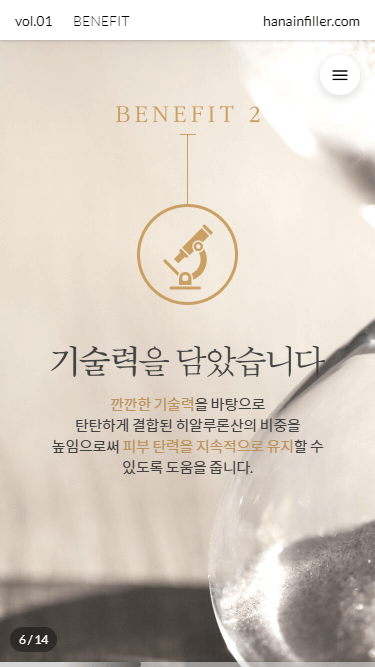 vol.01 BENEFIT hanainfiller.com
BENEFIT 2
기술력을 담았습니다
깐깐한 기술력을 바탕으로
탄탄하게 결합된 히알루론산의 비중을
높임으로써 피부 탄력을 지속적으로 유지할 수
있도록 도움을 줍니다.
6 / 14